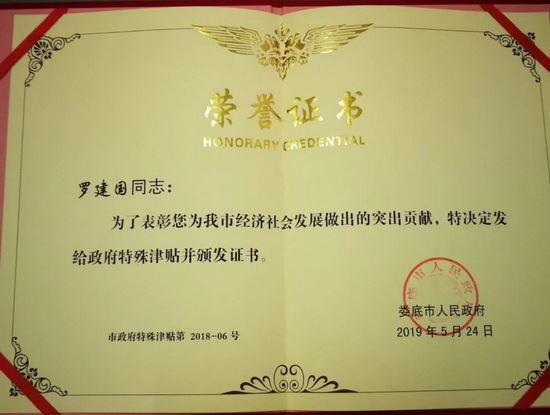 荣誉证书
HONORARY CREDENTIAL
罗建国同志：
为了表彰您为我市经济社会发展做出的突出贡献，特决定发
给政府特殊津贴并颁发证书。
娄底市人民政府
2019年5月24日
市政府特殊津贴第 2018-06 号